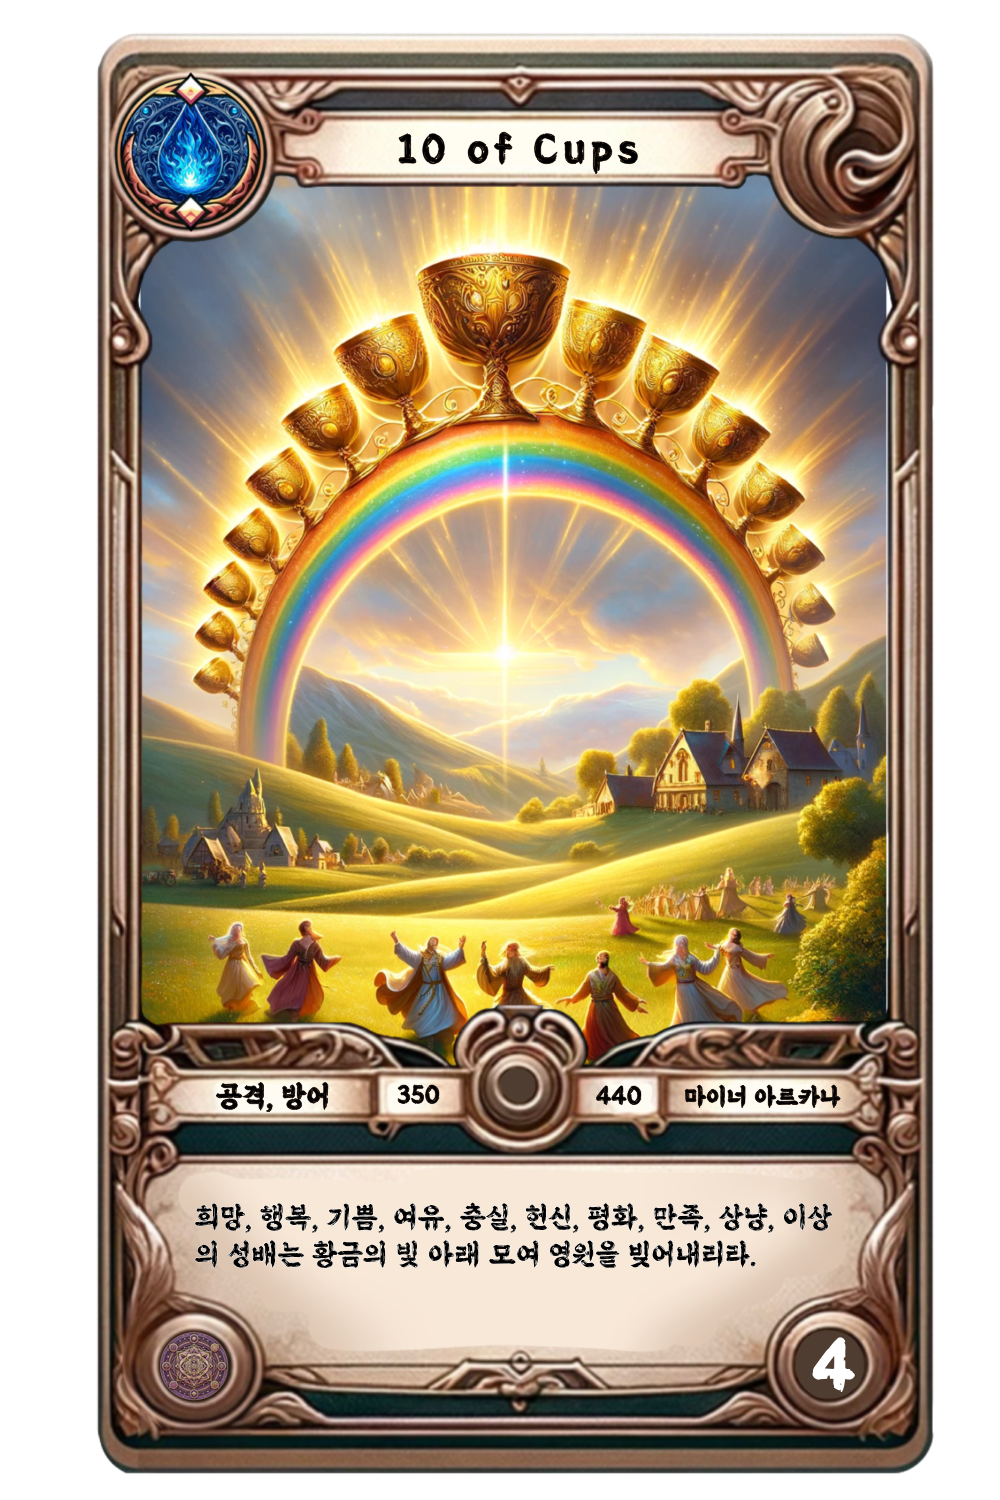 10 of Cups
공격, 방어
350
440
마이너 아르카나
희망, 행복, 기쁨, 여유, 충실, 헌신, 평화, 만족, 상냥, 이상
의 성배는 황금의 빛 아래 모여 영원을 빚어내리라.
4